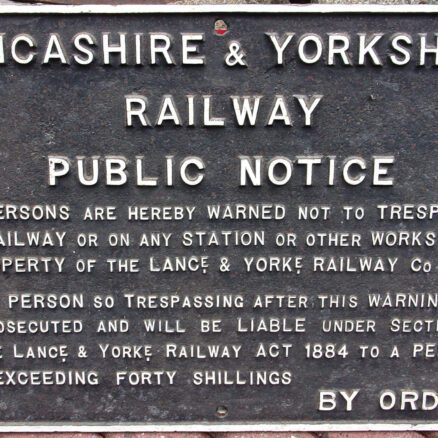 NCASHIRE & YORKSH
RAILWAY
PUBLIC NOTICE
ERSONS ARE HEREBY WARNED NOT TO TRESP
AILWAY OR ON ANY STATION OR OTHER WORKS
PERTY OF THE LANCE & YORKE RAILWAY Co
PERSON SO TRESPASSING AFTER THIS WARNIN
OSECUTED AND WILL BE LIABLE UNDER SECTI
E LANCE & YORKE RAILWAY ACT 1884 TO A PE
EXCEEDING FORTY SHILLINGS
BY ORD